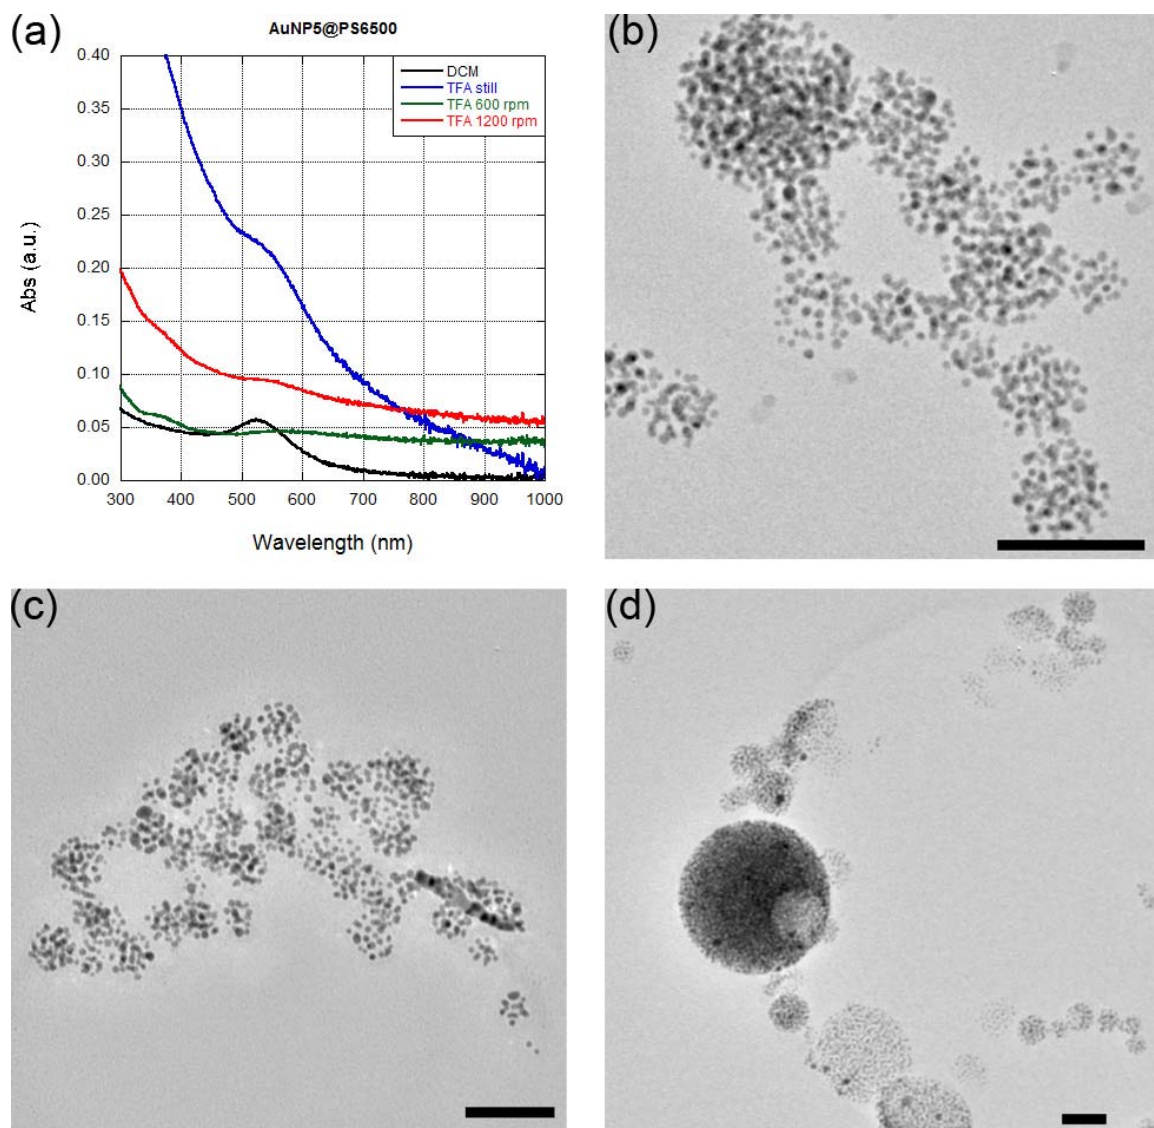 (a)
AuNP5@PS6500
DCM
TFA still
TFA 600 rpm
TFA 1200 rpm
Abs (a.u.)
0.40
0.35
0.30
0.25
0.20
0.15
0.10
0.05
0.00
300 400 500 600 700 800 900 1000
Wavelength (nm)
(b)
(c)
(d)